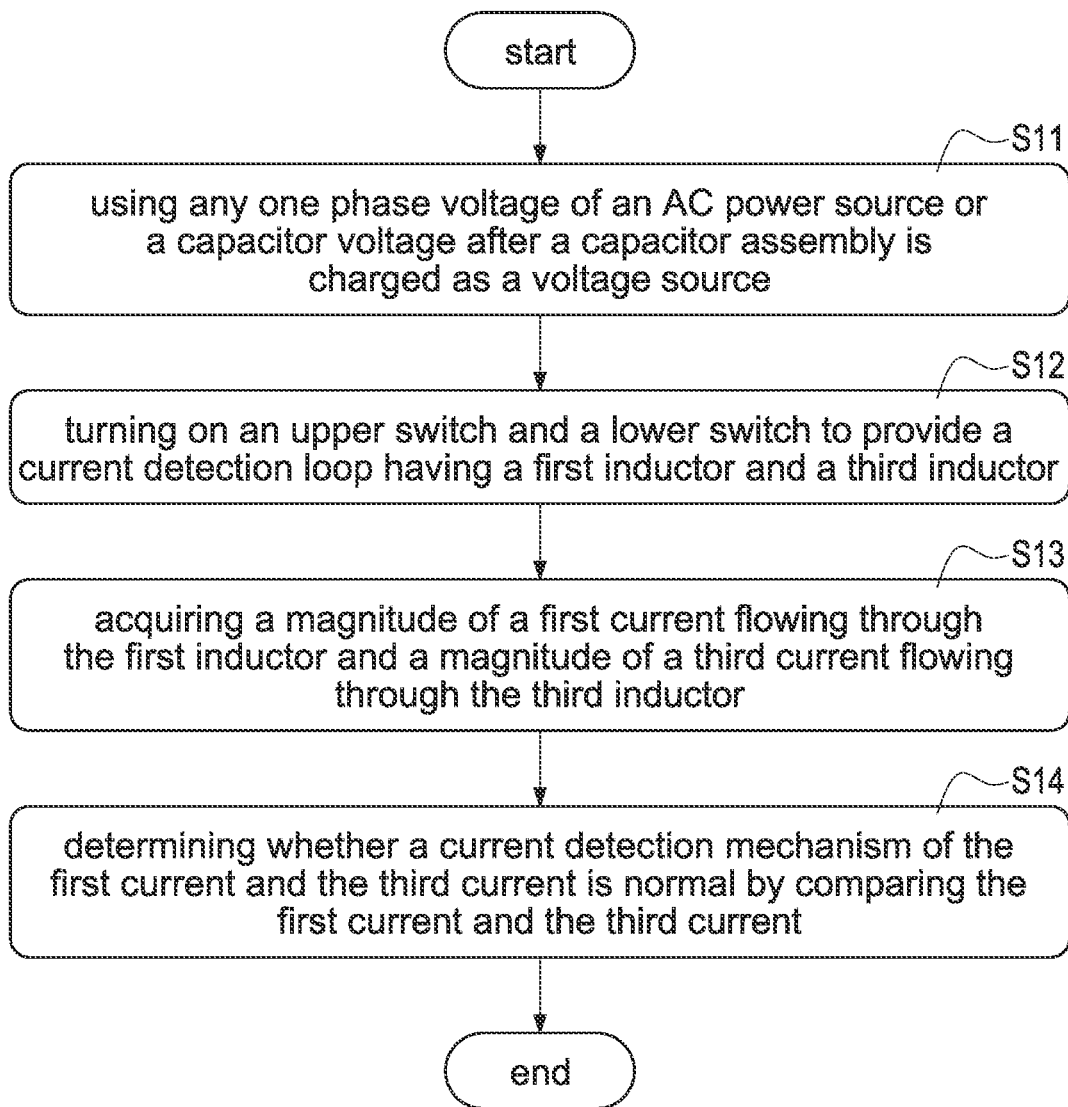 start
S11
using any one phase voltage of an AC power source or
a capacitor voltage after a capacitor assembly is
charged as a voltage source
S12
turning on an upper switch and a lower switch to provide a
current detection loop having a first inductor and a third inductor
S13
acquiring a magnitude of a first current flowing through
the first inductor and a magnitude of a third current flowing
through the third inductor
S14
determining whether a current detection mechanism of the
first current and the third current is normal by comparing the
first current and the third current
end